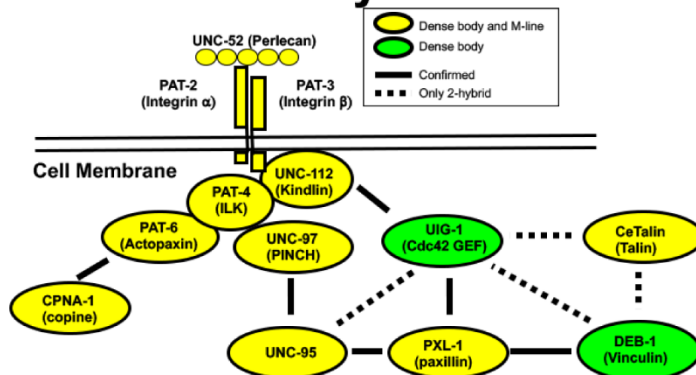 UNC-52 (Perlecan)
PAT-2
(Integrin α)
PAT-3
(Integrin β)
Dense body and M-line
Dense body
Confirmed
Only 2-hybrid
Cell Membrane
UNC-112
(Kindlin)
PAT-4
(ILK)
PAT-6
(Actopaxin)
UNC-97
(PINCH)
UIG-1
(Cdc42 GEF)
CeTalin
(Talin)
CPNA-1
(copine)
UNC-95
PXL-1
(paxillin)
DEB-1
(Vinculin)